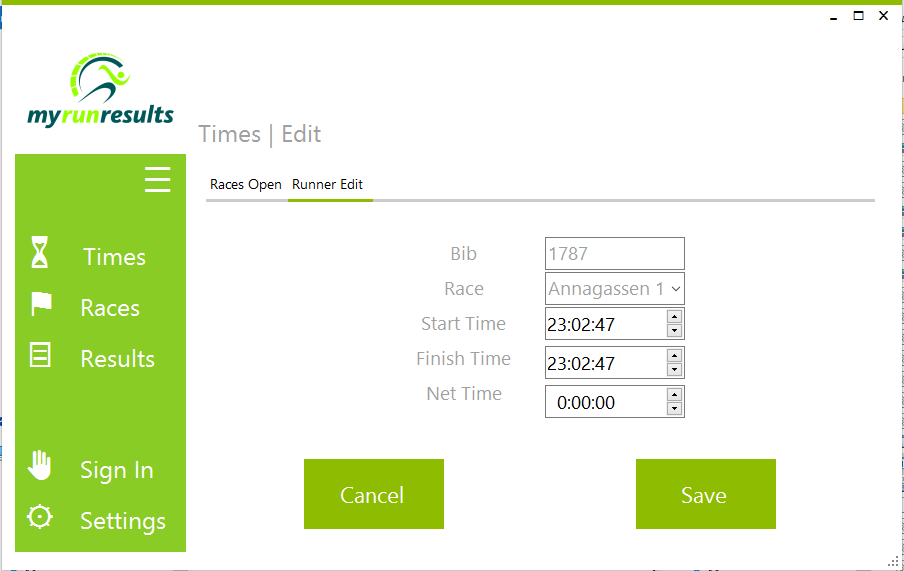 myrunresults
Times | Edit
Races Open Runner Edit
Times
Races
Results
Sign In
Settings
Bib 1787
Race Annagassen 1
Start Time 23:02:47
Finish Time 23:02:47
Net Time 0:00:00
Cancel Save